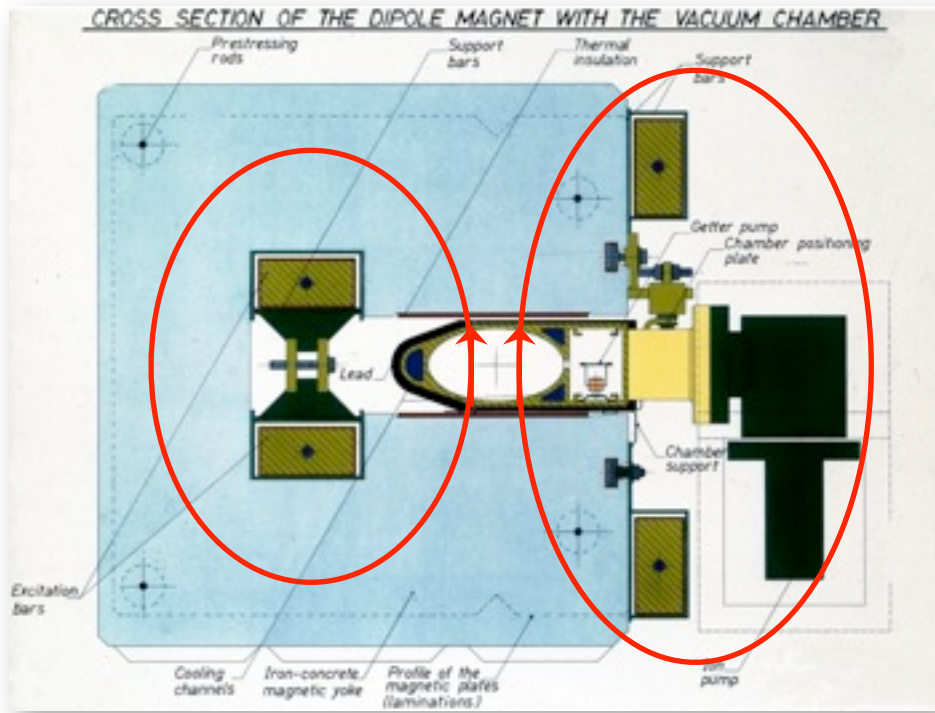 CROSS SECTION OF THE DIPOLE MAGNET WITH THE VACUUM CHAMBER
Prestressing
rods
Support
bars
Thermal
insulation
Support
bars
Getter pump
Chamber positioning
plate
Lead
Chamber
support
Excitation
bars
Cooling
channels
Iron-concrete
magnetic yoke
Profile of the
magnetic plates
(laminations)
Ion
pump